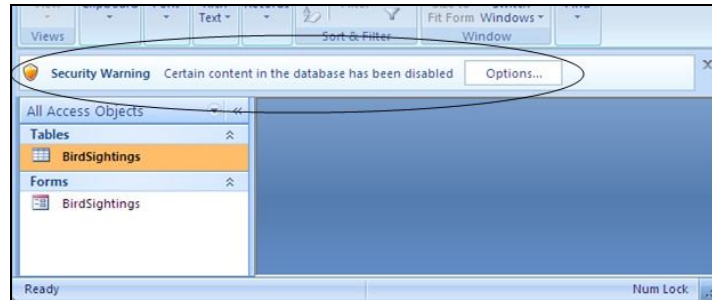 Text
Fit Form Windows
Views
Sort & Filter
Window
Security Warning Certain content in the database has been disabled Options...
All Access Objects
Tables
BirdSightings
Forms
BirdSightings
Ready
Num Lock